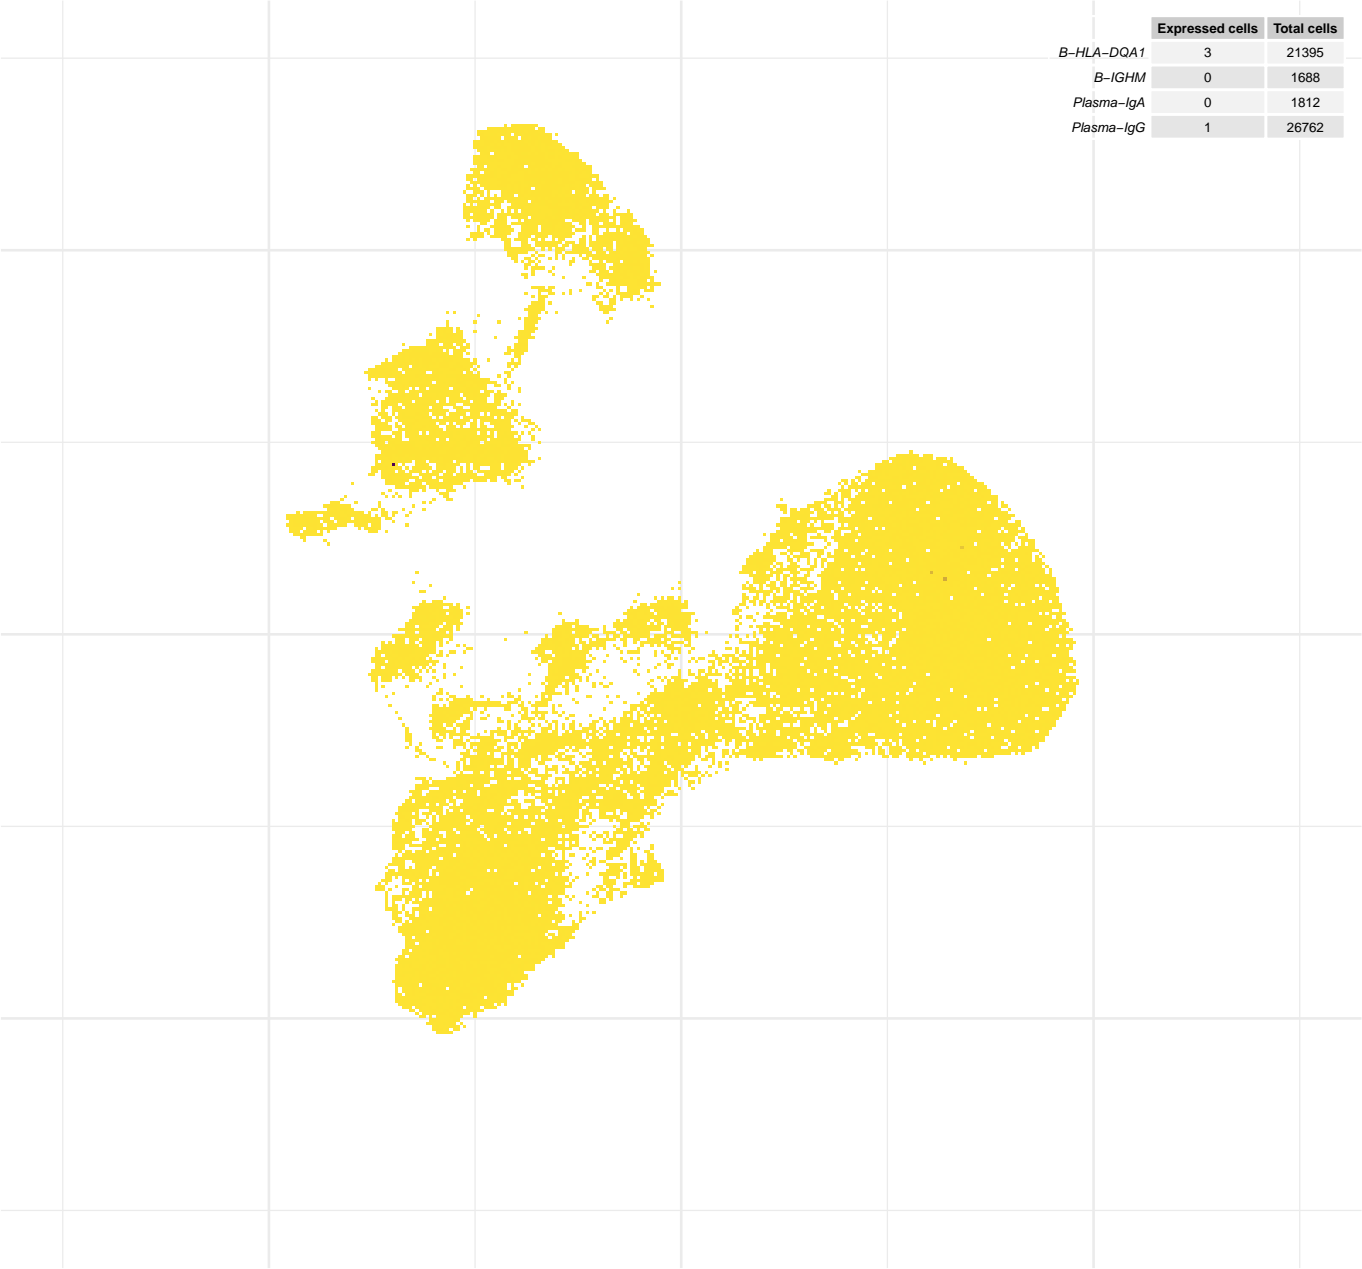 Expressed cells Total cells
B–HLA–DQA1 3 21395
B–IGHM 0 1688
Plasma–IgA 0 1812
Plasma–IgG 1 26762